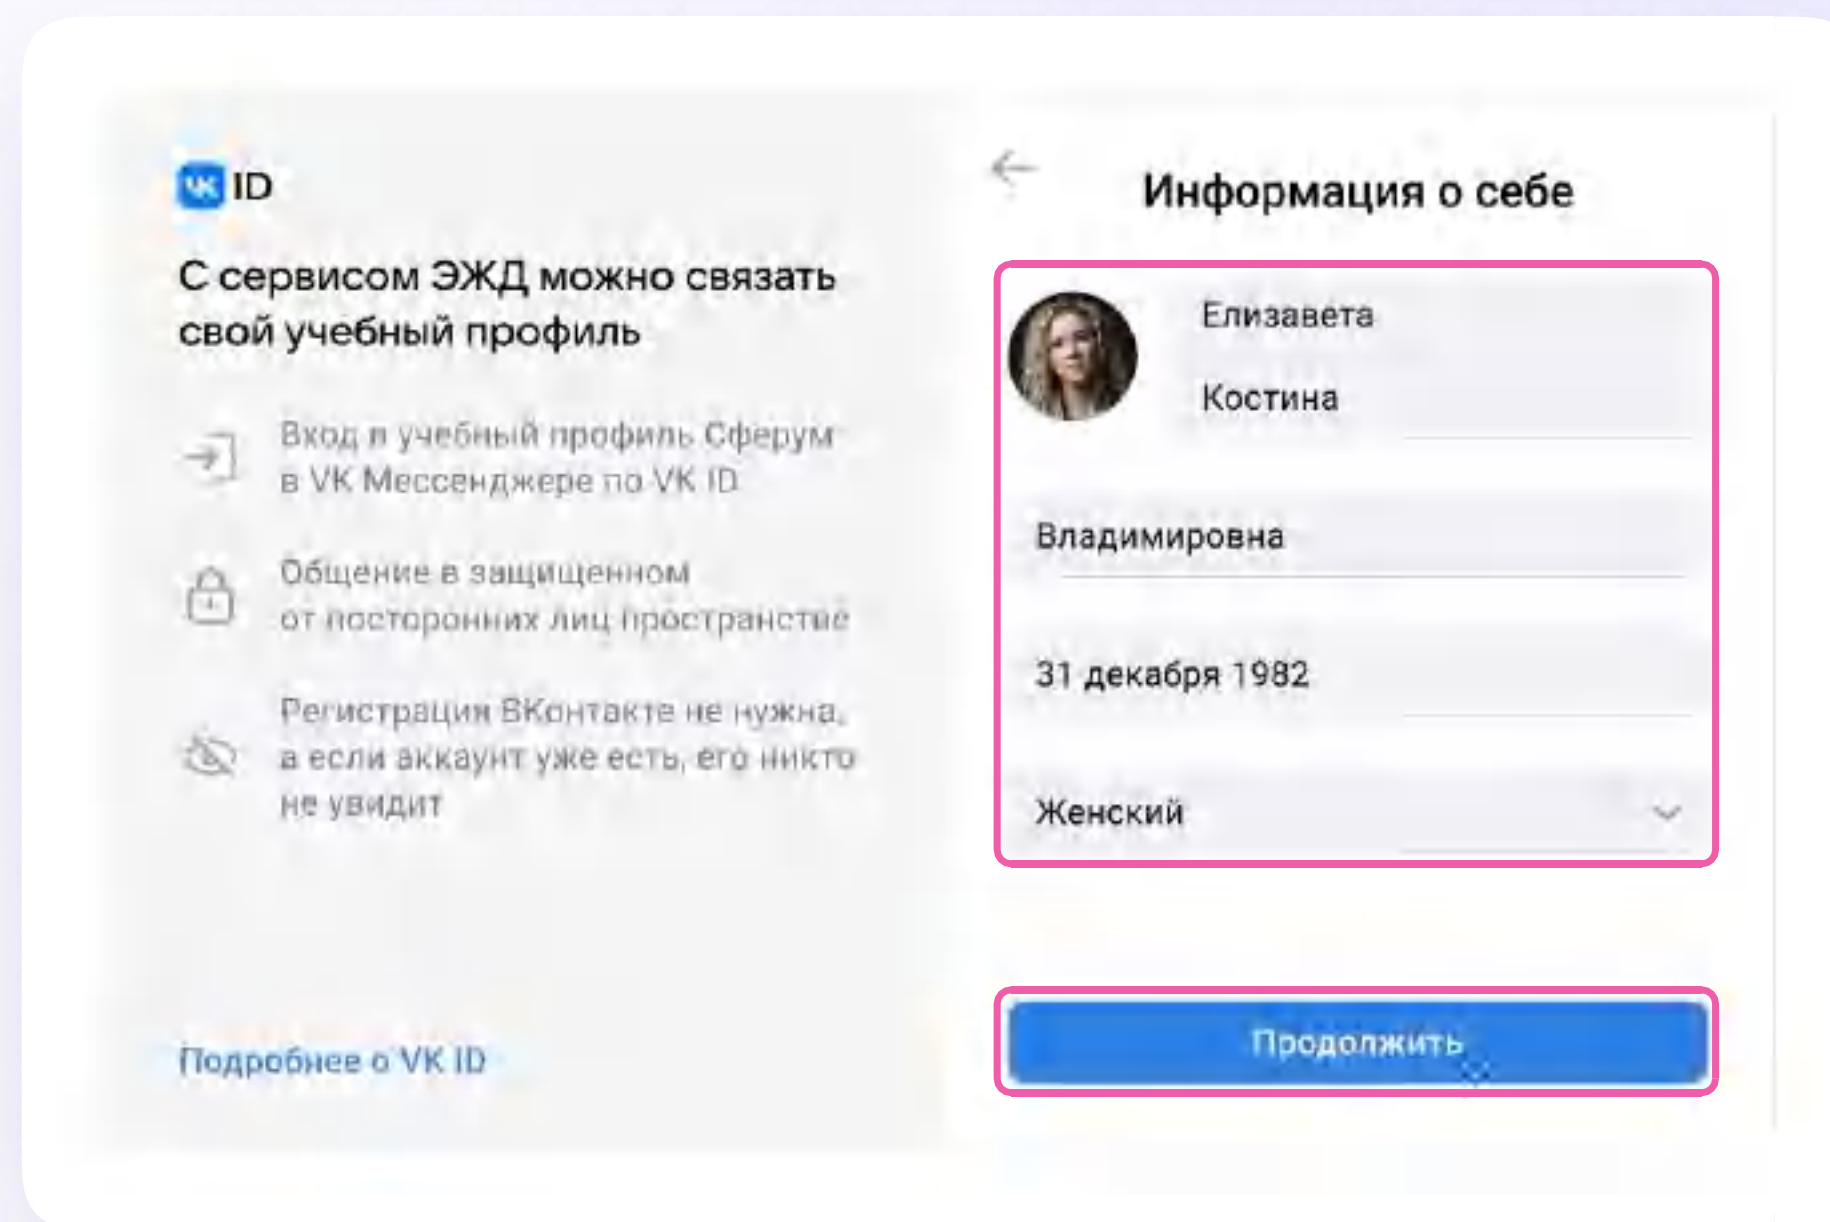 VK ID
С сервисом ЭЖД можно связать
свой учебный профиль
Вход в учебный профиль Сферум
в VK Мессенджере по VK ID
Общение в защищенном
от посторонних лиц пространстве
Регистрация ВКонтакте не нужна,
а если аккаунт уже есть, его никто
не увидит
Подробнее о VK ID
Информация о себе
Елизавета
Костина
Владимировна
31 декабря 1982
Женский
Продолжить